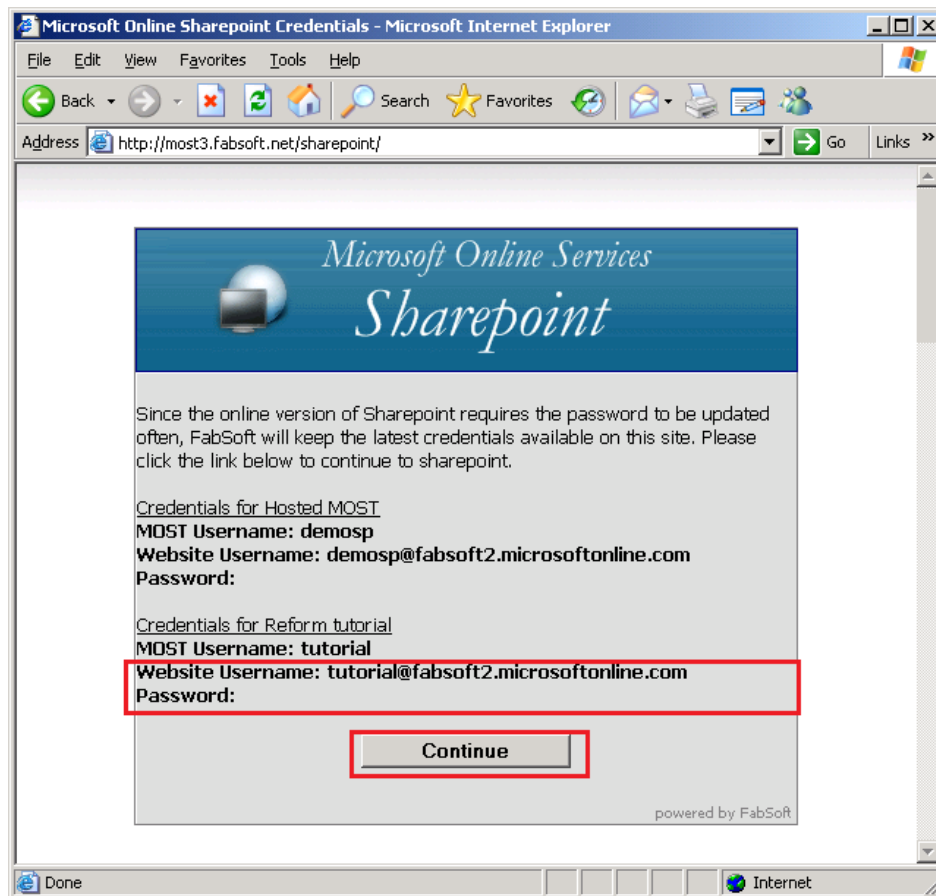 Microsoft Online Sharepoint Credentials - Microsoft Internet Explorer
File Edit View Favorites Tools Help
Back Search Favorites
Address http://most3.fabsoft.net/sharepoint/ Go Links »
Microsoft Online Services
Sharepoint
Since the online version of Sharepoint requires the password to be updated
often, FabSoft will keep the latest credentials available on this site. Please
click the link below to continue to sharepoint.
Credentials for Hosted MOST
MOST Username: demosp
Website Username: demosp@fabsoft2.microsoftonline.com
Password:
Credentials for Reform tutorial
MOST Username: tutorial
Website Username: tutorial@fabsoft2.microsoftonline.com
Password:
Continue
powered by FabSoft
Done Internet